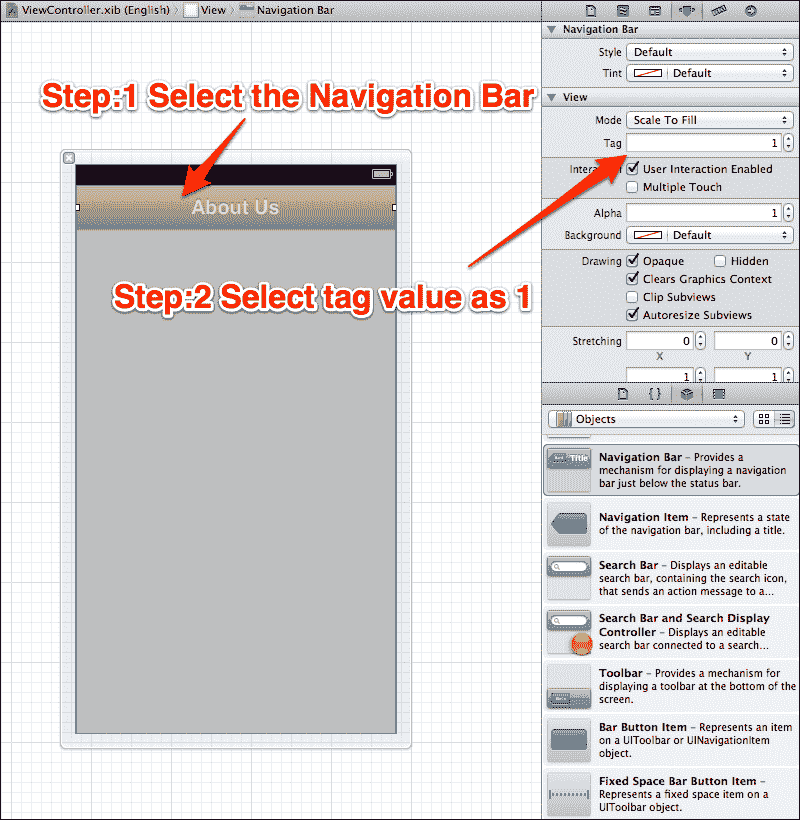 ViewController.xib (English) View Navigation Bar
Step:1 Select the Navigation Bar
About Us
Step:2 Select tag value as 1
Navigation Bar
Style Default
Tint Default
View
Mode Scale To Fill
Tag 1
User Interaction Enabled
Multiple Touch
Alpha 1
Background Default
Drawing Opaque Hidden
Clears Graphics Context
Clip Subviews
Autoresize Subviews
Stretching 0 0
X Y
1 1
{ }
Objects
Navigation Bar – Provides a
mechanism for displaying a navigation
bar just below the status bar.
Navigation Item – Represents a state
of the navigation bar, including a title.
Search Bar – Displays an editable
search bar, containing the search icon,
that sends an action message to a...
Search Bar and Search Display
Controller – Displays an editable
search bar connected to a search...
Toolbar – Provides a mechanism for
displaying a toolbar at the bottom of the
screen.
Bar Button Item – Represents an item
on a UIToolbar or UINavigationItem
object.
Fixed Space Bar Button Item –
Represents a fixed space item on a
UIToolbar object.